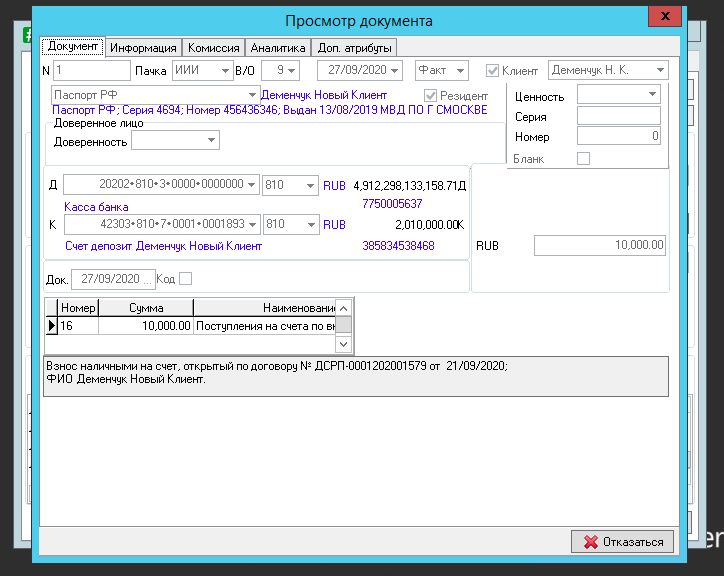 Просмотр документа
x
Документ Информация Комиссия Аналитика Доп. атрибуты
N 1 Пачка ИИИ В/О 9 27/09/2020 Факт Клиент Деменчук Н. К.
Паспорт РФ Деменчук Новый Клиент Резидент
Паспорт РФ; Серия 4694; Номер 456436346; Выдан 13/08/2019 МВД ПО Г СМОСКВЕ
Ценность
Серия
Номер 0
Бланк
Доверенное лицо
Доверенность
Д 20202*810*3*0000*0000000 810 RUB 4,912,298,133,158.71Д
Касса банка 7750005637
К 42303*810*7*0001*0001893 810 RUB 2,010,000.00К
Счет депозит Деменчук Новый Клиент 385834538468
RUB 10,000.00
Док. 27/09/2020 ... Код
Номер Сумма Наименование
16 10,000.00 Поступления на счета по вк
Взнос наличными на счет, открытый по договору № ДСРП-0001202001579 от 21/09/2020;
ФИО Деменчук Новый Клиент.
Отказаться